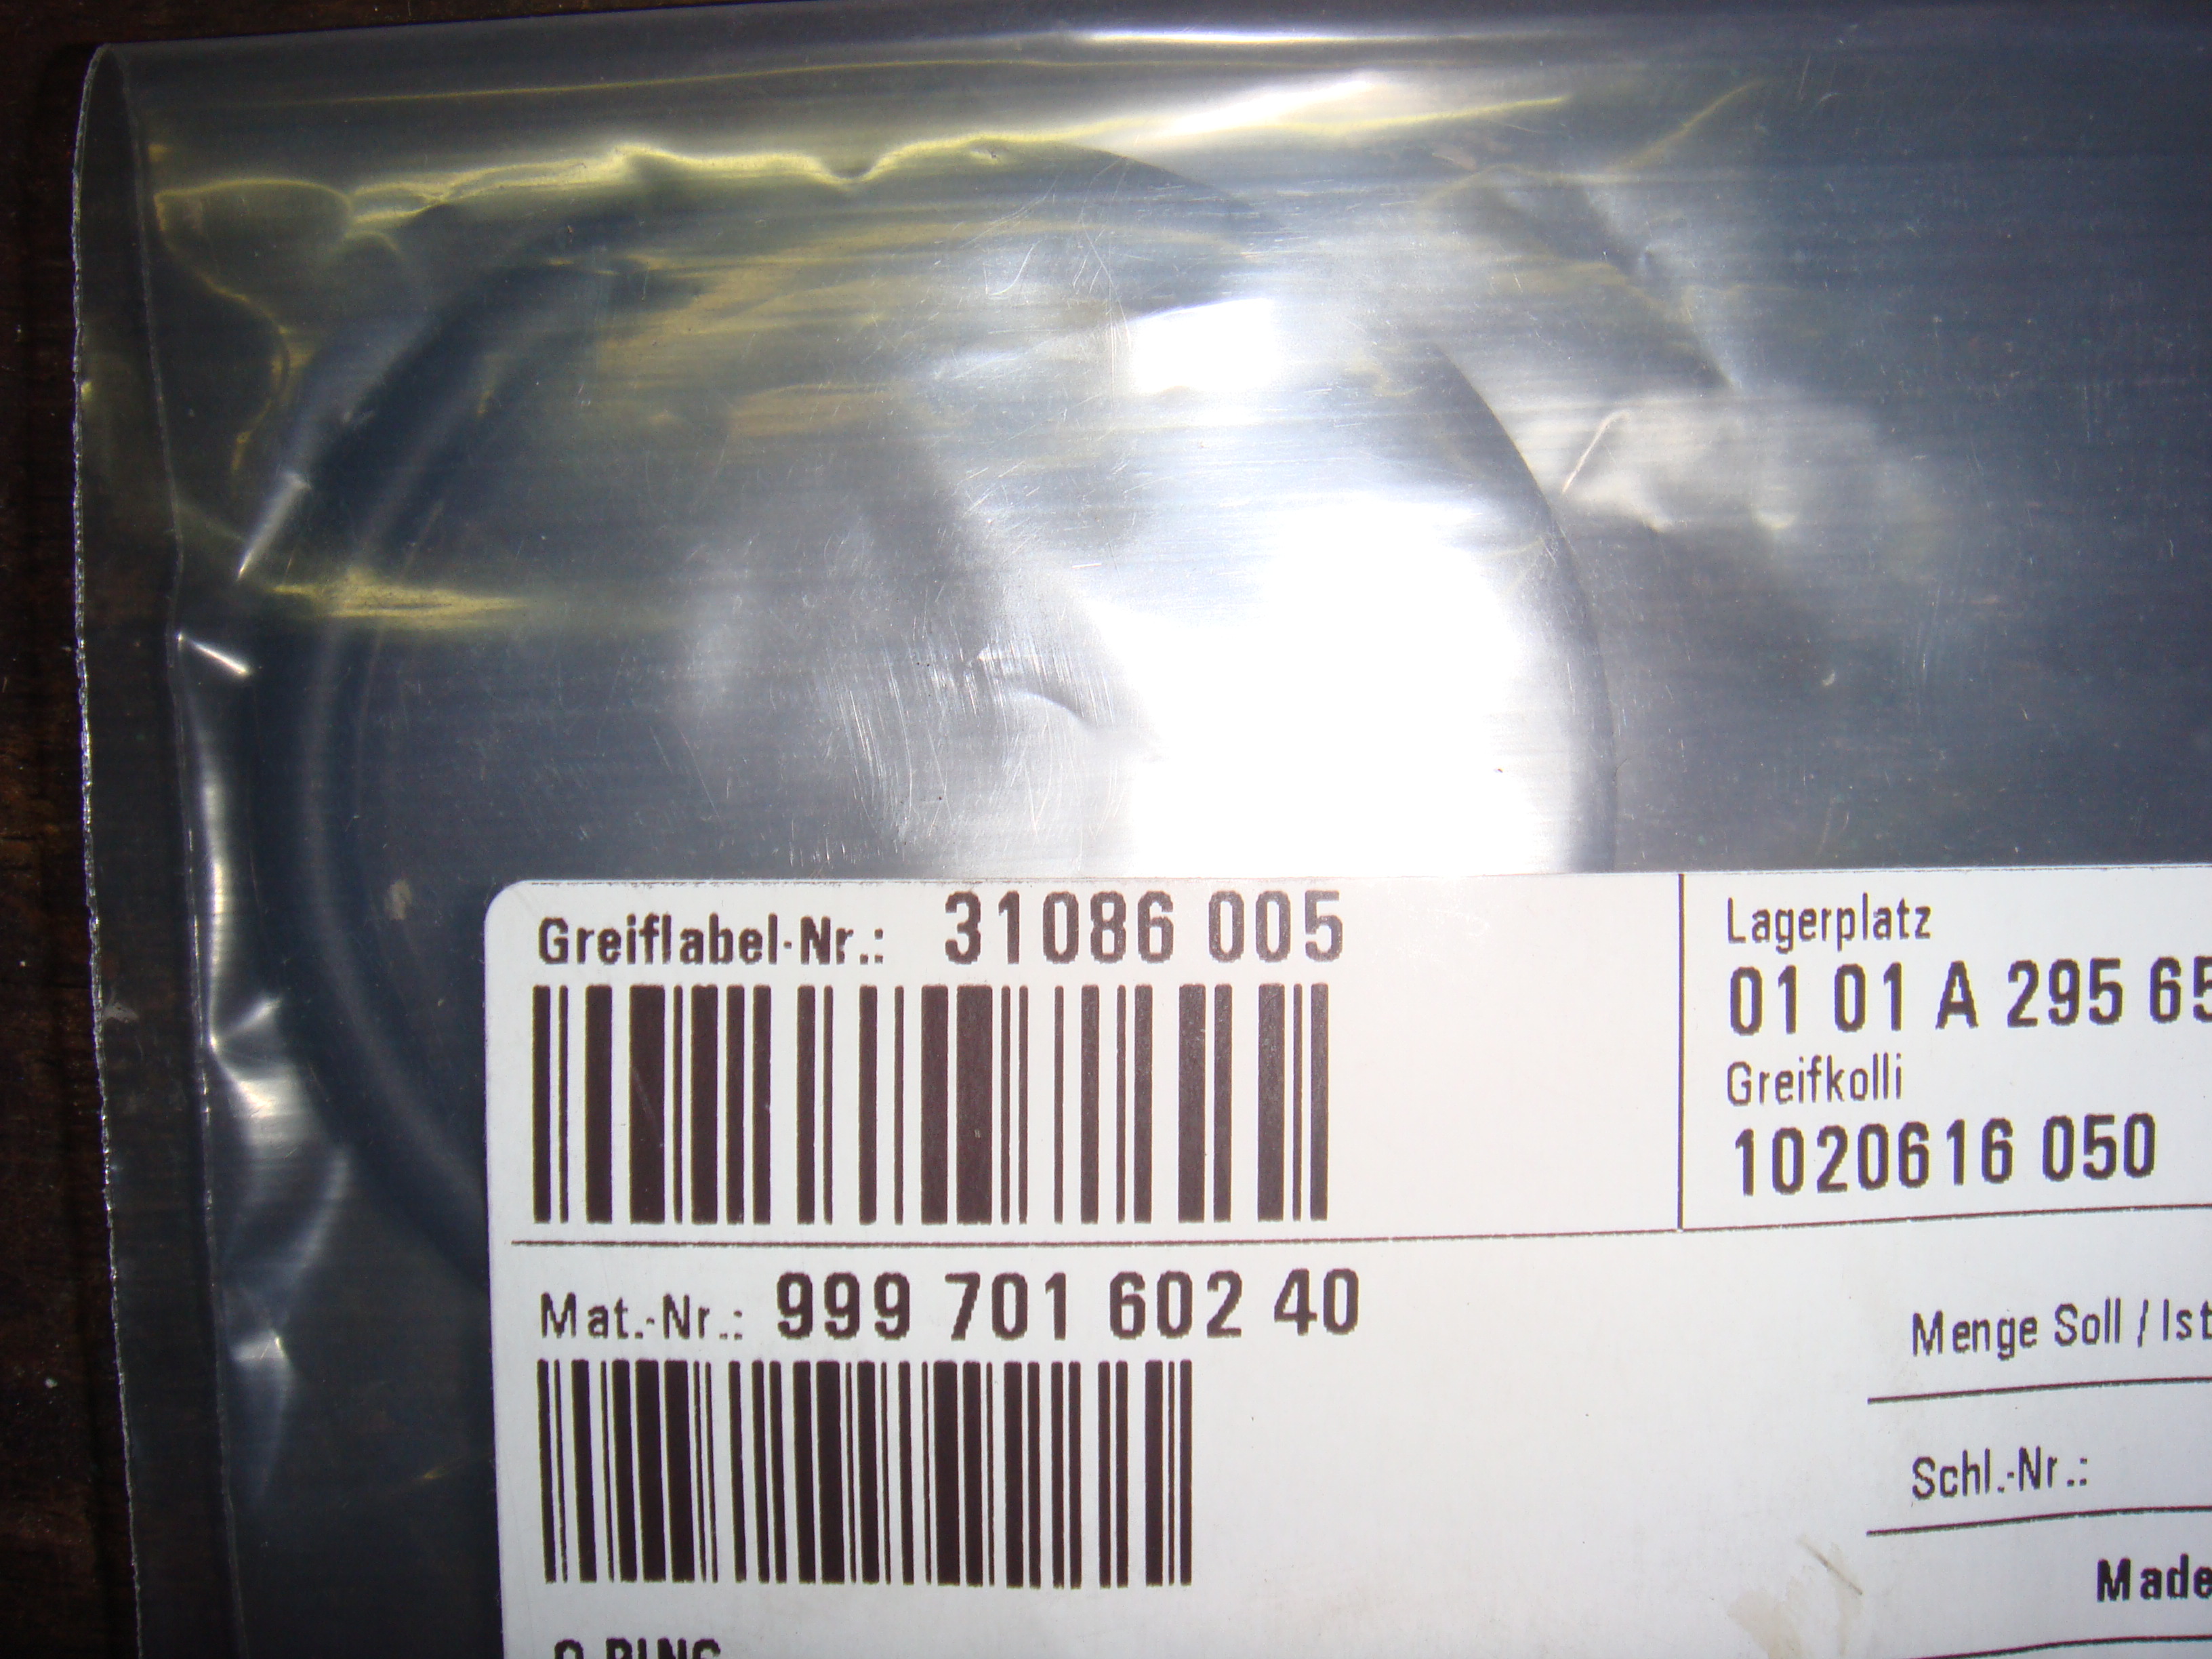 Greiflabel-Nr.: 31086 005
Lagerplatz
01 01 A 295 65
Greifkolli
1020616 050
Mat.-Nr.: 999 701 602 40
Menge Soll / Ist
Schl.-Nr.:
Made
O-RING